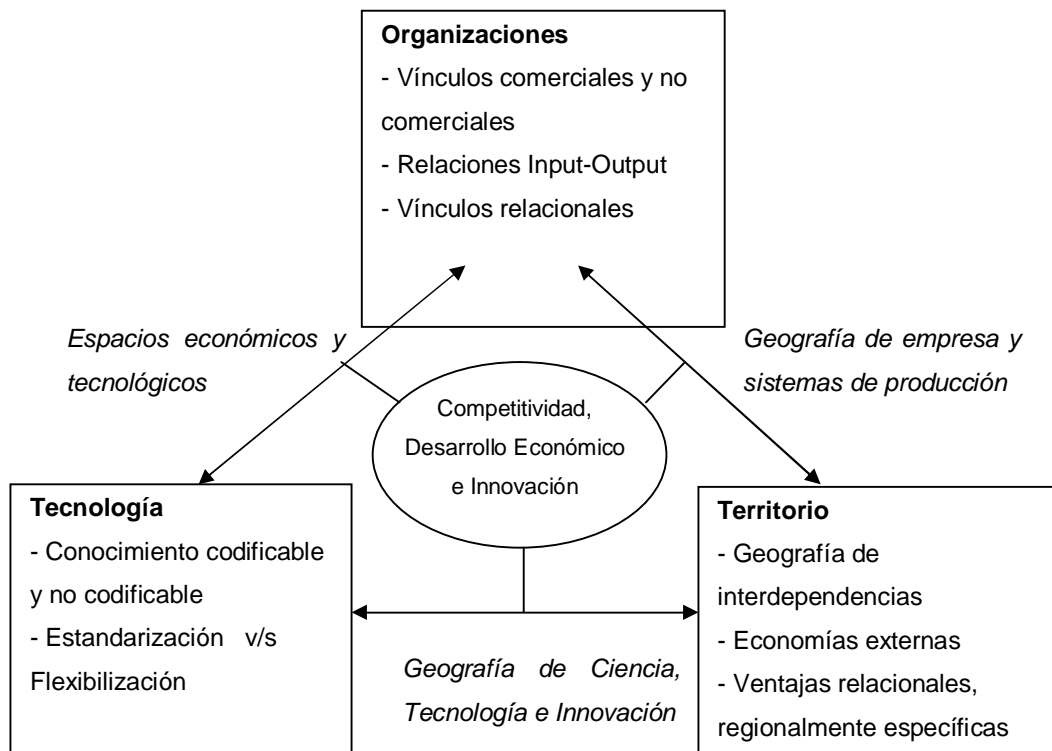 Organizaciones
- Vínculos comerciales y no
comerciales
- Relaciones Input-Output
- Vínculos relacionales
Espacios económicos y
tecnológicos
Geografía de empresa y
sistemas de producción
Competitividad,
Desarrollo Económico
e Innovación
Tecnología
- Conocimiento codificable
y no codificable
- Estandarización v/s
Flexibilización
Territorio
- Geografía de
interdependencias
- Economías externas
- Ventajas relacionales,
regionalmente específicas
Geografía de Ciencia,
Tecnología e Innovación